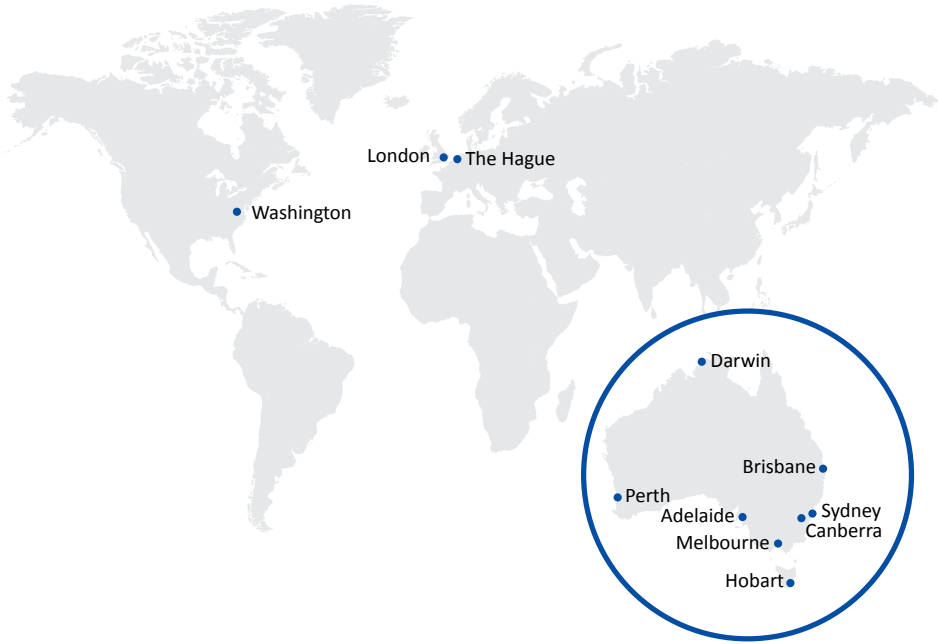 London
The Hague
Washington
Darwin
Brisbane
Perth
Sydney
Adelaide
Canberra
Melbourne
Hobart